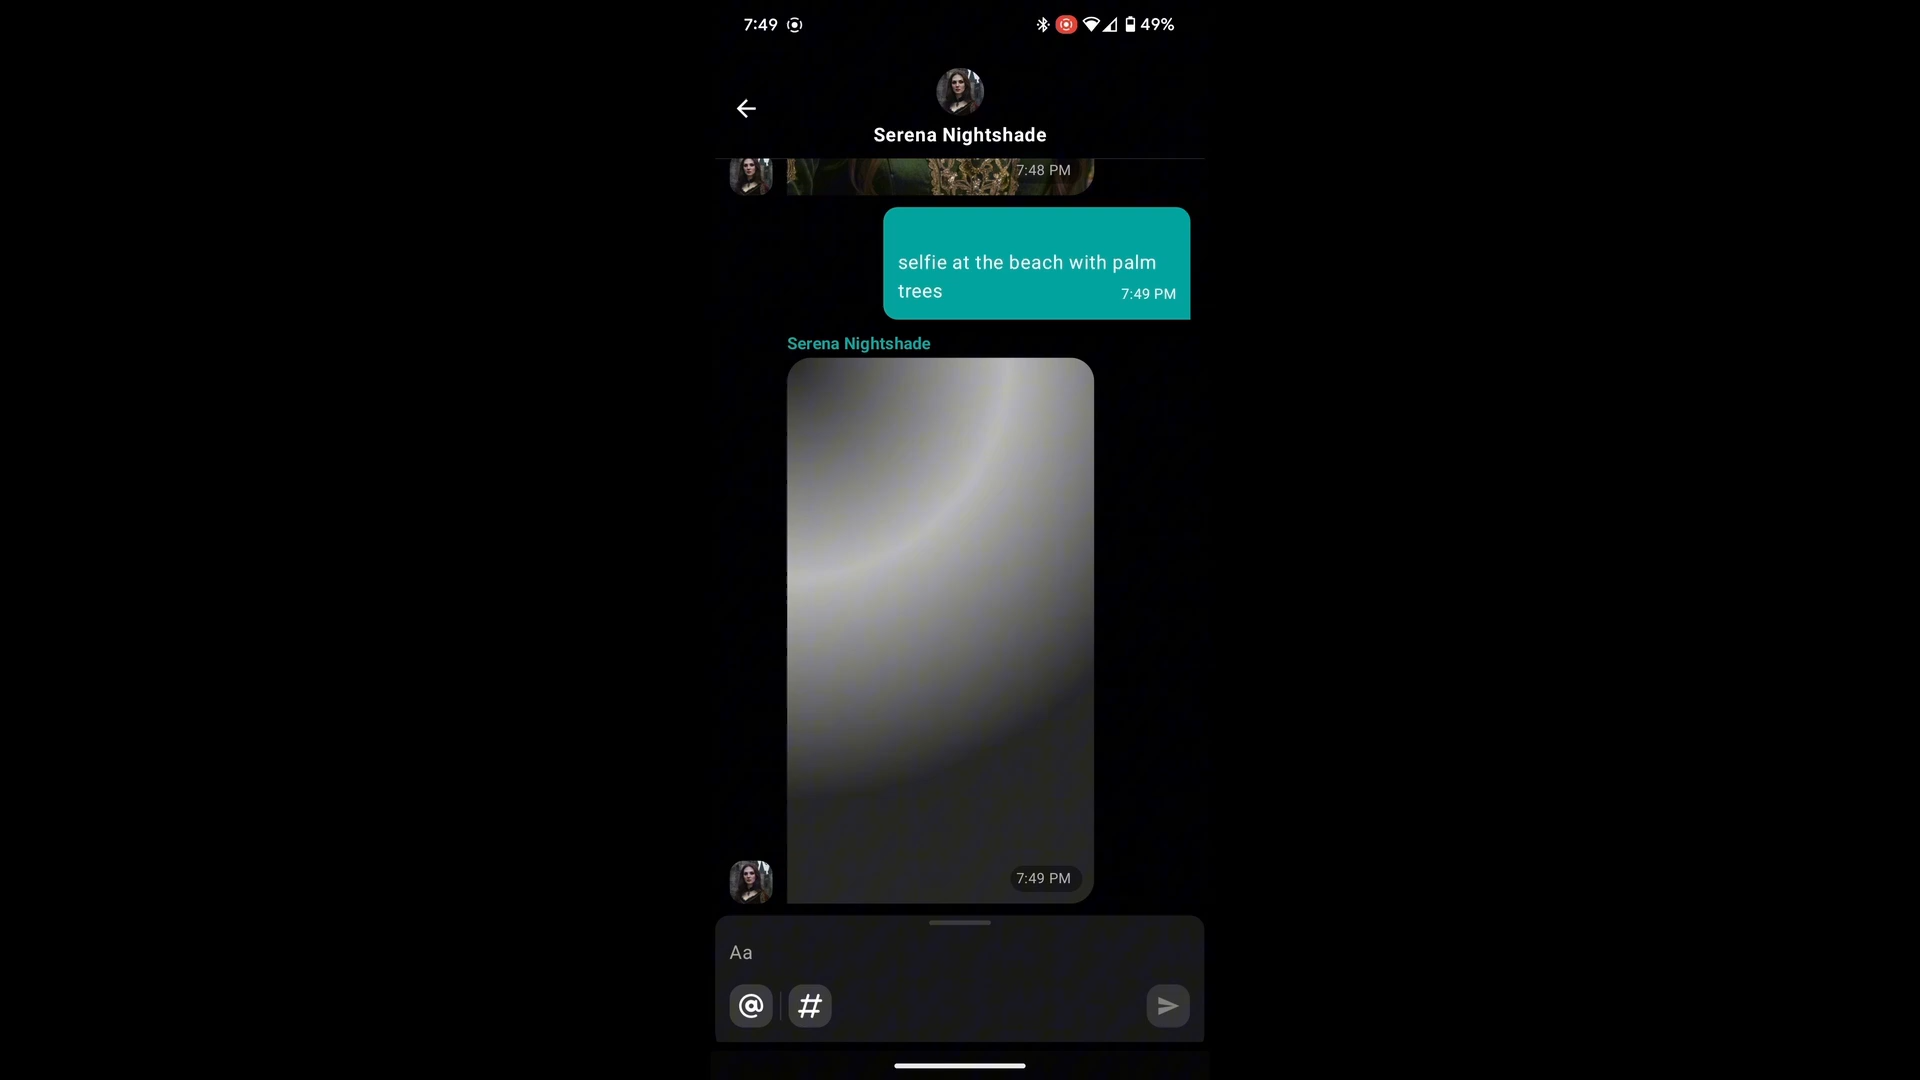 7:49
49%
Serena Nightshade
7:48 PM
selfie at the beach with palm
trees
7:49 PM
Serena Nightshade
7:49 PM
Aa
@ #